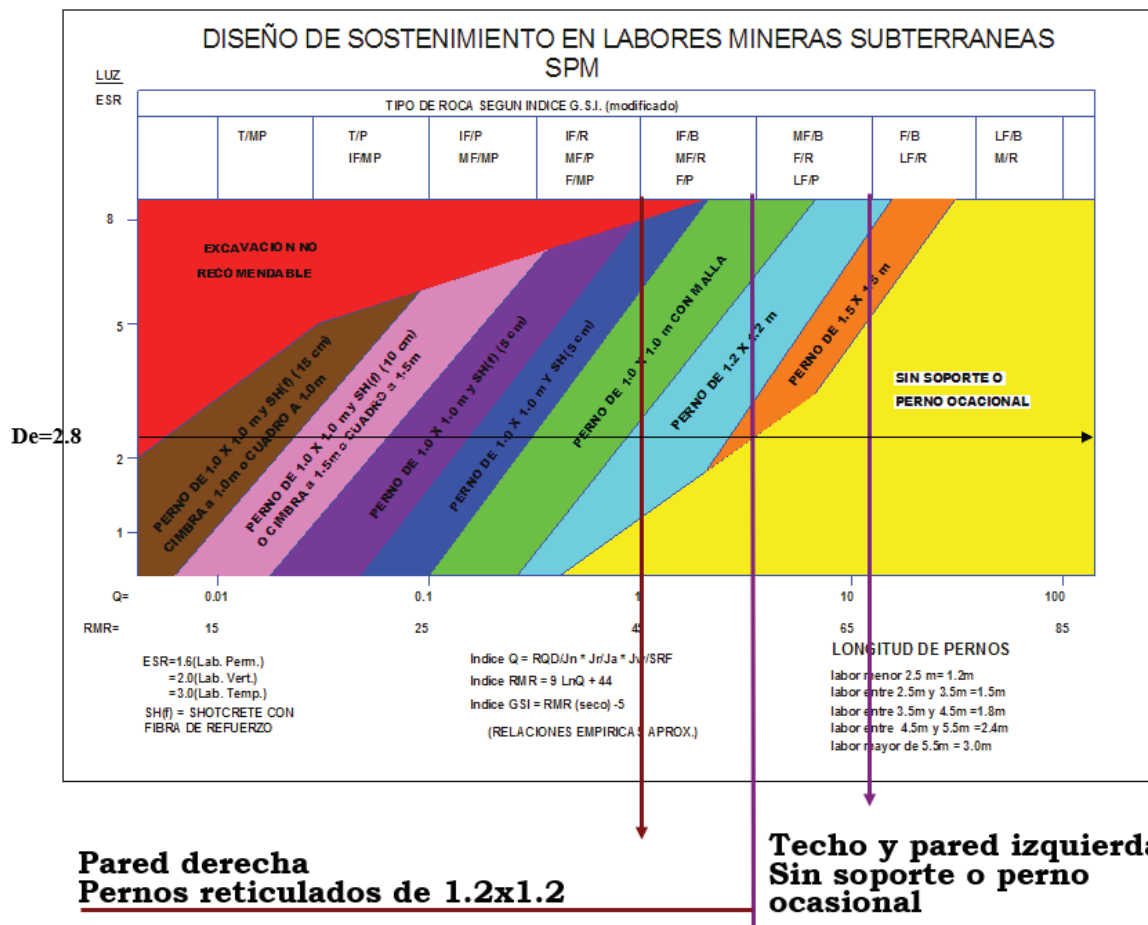 DISEÑO DE SOSTENIMIENTO EN LABORES MINERAS SUBTERRANEAS
SPM
LUZ
ESR
TIPO DE ROCA SEGUN INDICE G.S.I. (modificado)
T/MP T/P IF/P IF/R IF/B MF/B F/B LF/B
IF/MP MF/MP MF/P MF/R F/R LF/R M/R
F/MP F/P LF/P
8
5
2
1
De=2.8
EXCAVACION NO
RECOMENDABLE
PERNO DE 1.0 X 1.0 m y SH(f) (15 cm)
CIMBRA a 1.0m o CUADRO A 1.0m
PERNO DE 1.0 X 1.0 m y SH(f) (10 cm)
O CIMBRA a 1.5m o CUADRO a 1.5m
PERNO DE 1.0 X 1.0 m y SH(f) (5 cm)
PERNO DE 1.0 X 1.0 m Y SH(5 cm)
PERNO DE 1.0 X 1.0 m CON MALLA
PERNO DE 1.2 X 1.2 m
PERNO DE 1.5 X 1.5 m
SIN SOPORTE O
PERNO OCACIONAL
Q= 0.01 0.1 1 10 100
RMR= 15 25 45 65 85
ESR=1.6(Lab. Perm.)
=2.0(Lab. Vert.)
=3.0(Lab. Temp.)
SH(f) = SHOTCRETE CON
FIBRA DE REFUERZO
Indice Q = RQD/Jn * Jr/Ja * Jw/SRF
Indice RMR = 9 LnQ + 44
Indice GSI = RMR (seco) -5
(RELACIONES EMPIRICAS APROX.)
LONGITUD DE PERNOS
labor menor 2.5 m= 1.2m
labor entre 2.5m y 3.5m =1.5m
labor entre 3.5m y 4.5m =1.8m
labor entre 4.5m y 5.5m =2.4m
labor mayor de 5.5m = 3.0m
Pared derecha
Pernos reticulados de 1.2x1.2
Techo y pared izquierda
Sin soporte o perno
ocasional